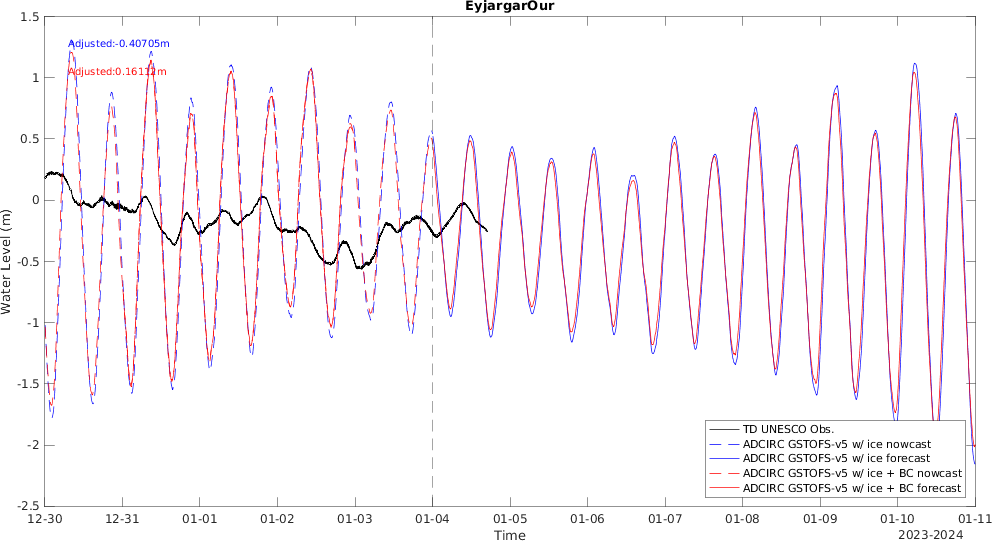 EyjargarOur
Adjusted:-0.40705m
Adjusted:0.16112m
1.5
1
0.5
0
-0.5
-1
-1.5
-2
-2.5
Water Level (m)
12-30 12-31 01-01 01-02 01-03 01-04 01-05 01-06 01-07 01-08 01-09 01-10 01-11
Time
2023-2024
TD UNESCO Obs.
ADCIRC GSTOFS-v5 w/ ice nowcast
ADCIRC GSTOFS-v5 w/ ice forecast
ADCIRC GSTOFS-v5 w/ ice + BC nowcast
ADCIRC GSTOFS-v5 w/ ice + BC forecast